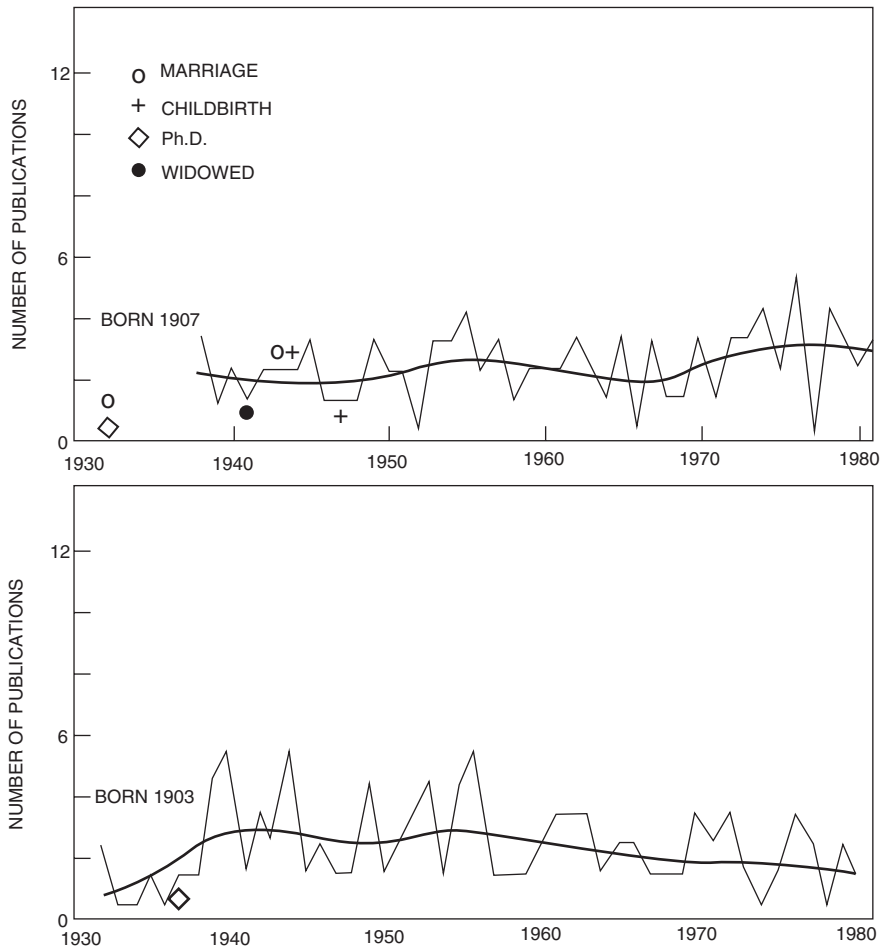 12
o MARRIAGE
+ CHILDBIRTH
◇ Ph.D.
● WIDOWED
NUMBER OF PUBLICATIONS
6
BORN 1907
0
1930 1940 1950 1960 1970 1980
12
NUMBER OF PUBLICATIONS
6
BORN 1903
0
1930 1940 1950 1960 1970 1980